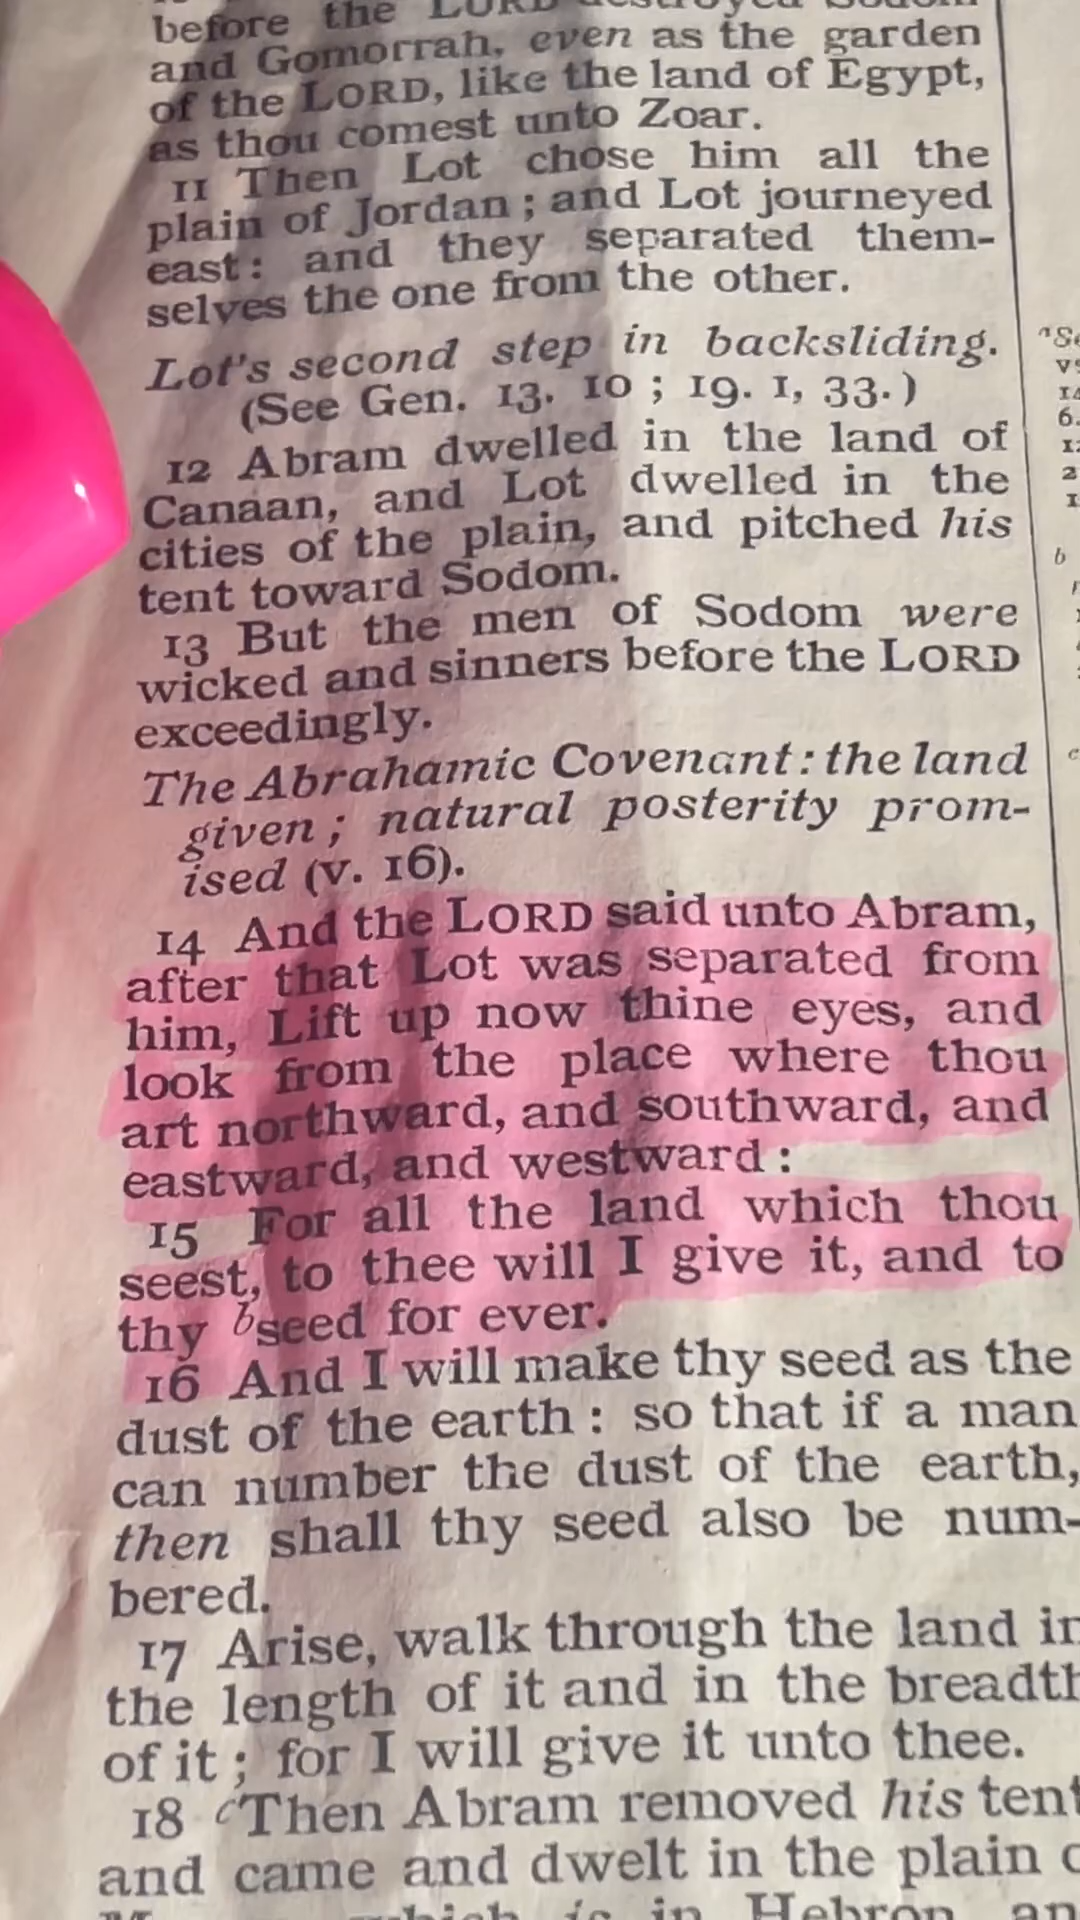 before the LORD destroyed Sodom
and Gomorrah, even as the garden
of the LORD, like the land of Egypt,
as thou comest unto Zoar.
11 Then Lot chose him all the
plain of Jordan; and Lot journeyed
east: and they separated them-
selves the one from the other.
Lot's second step in backsliding.
(See Gen. 13. 10; 19. 1, 33.)
12 Abram dwelled in the land of
Canaan, and Lot dwelled in the
cities of the plain, and pitched his
tent toward Sodom.
13 But the men of Sodom were
wicked and sinners before the LORD
exceedingly.
The Abrahamic Covenant: the land
given; natural posterity prom-
ised (v. 16).
14 And the LORD said unto Abram,
after that Lot was separated from
him, Lift up now thine eyes, and
look from the place where thou
art northward, and southward, and
eastward, and westward:
15 For all the land which thou
seest, to thee will I give it, and to
thy b seed for ever.
16 And I will make thy seed as the
dust of the earth: so that if a man
can number the dust of the earth,
then shall thy seed also be num-
bered.
17 Arise, walk through the land in
the length of it and in the breadth
of it; for I will give it unto thee.
18 c Then Abram removed his tent
and came and dwelt in the plain
is in Hebron
b